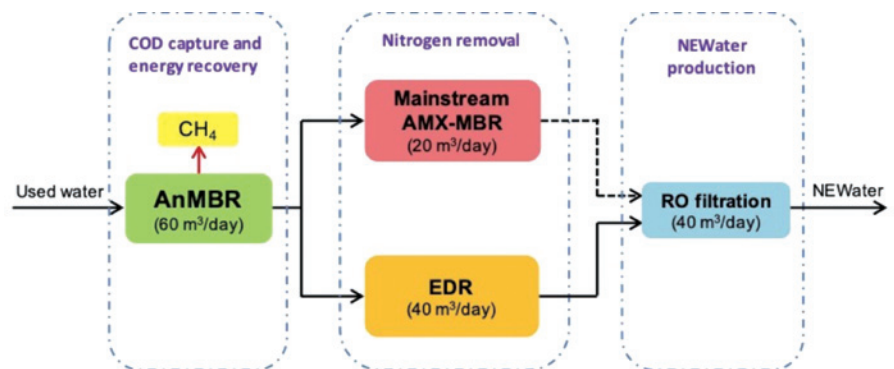 COD capture and
energy recovery
Nitrogen removal
NEWater
production
CH₄
Used water
AnMBR
(60 m³/day)
Mainstream
AMX-MBR
(20 m³/day)
EDR
(40 m³/day)
RO filtration
(40 m³/day)
NEWater